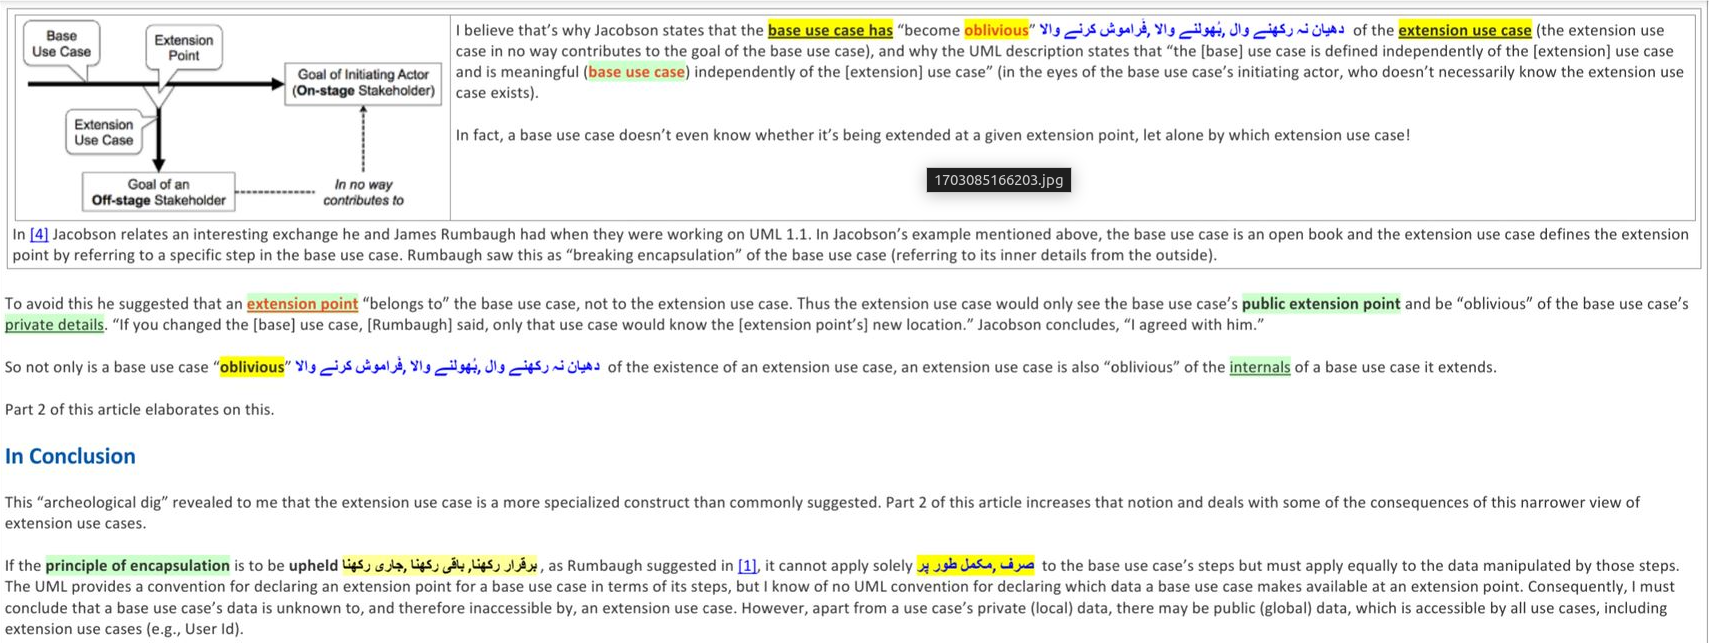 Base
Use Case
Extension
Point
Goal of Initiating Actor
(On-stage Stakeholder)
Extension
Use Case
Goal of an
Off-stage Stakeholder
In no way
contributes to
I believe that’s why Jacobson states that the base use case has “become oblivious” دھیان نہ رکھنے وال ,بُھولنے والا ,فَراموش کرنے والا of the extension use case (the extension use
case in no way contributes to the goal of the base use case), and why the UML description states that “the [base] use case is defined independently of the [extension] use case
and is meaningful (base use case) independently of the [extension] use case” (in the eyes of the base use case’s initiating actor, who doesn’t necessarily know the extension use
case exists).
In fact, a base use case doesn’t even know whether it’s being extended at a given extension point, let alone by which extension use case!
1703085166203.jpg
In [4] Jacobson relates an interesting exchange he and James Rumbaugh had when they were working on UML 1.1. In Jacobson’s example mentioned above, the base use case is an open book and the extension use case defines the extension
point by referring to a specific step in the base use case. Rumbaugh saw this as “breaking encapsulation” of the base use case (referring to its inner details from the outside).
To avoid this he suggested that an extension point “belongs to” the base use case, not to the extension use case. Thus the extension use case would only see the base use case’s public extension point and be “oblivious” of the base use case’s
private details. “If you changed the [base] use case, [Rumbaugh] said, only that use case would know the [extension point’s] new location.” Jacobson concludes, “I agreed with him.”
So not only is a base use case “oblivious” دھیان نہ رکھنے وال ,بُھولنے والا ,فَراموش کرنے والا of the existence of an extension use case, an extension use case is also “oblivious” of the internals of a base use case it extends.
Part 2 of this article elaborates on this.
In Conclusion
This “archeological dig” revealed to me that the extension use case is a more specialized construct than commonly suggested. Part 2 of this article increases that notion and deals with some of the consequences of this narrower view of
extension use cases.
If the principle of encapsulation is to be upheld برقرار رکھنا, باقی رکھنا ,جاری رکھنا, as Rumbaugh suggested in [1], it cannot apply solely صرف ,مکمل طور پر to the base use case’s steps but must apply equally to the data manipulated by those steps.
The UML provides a convention for declaring an extension point for a base use case in terms of its steps, but I know of no UML convention for declaring which data a base use case makes available at an extension point. Consequently, I must
conclude that a base use case’s data is unknown to, and therefore inaccessible by, an extension use case. However, apart from a use case’s private (local) data, there may be public (global) data, which is accessible by all use cases, including
extension use cases (e.g., User Id).